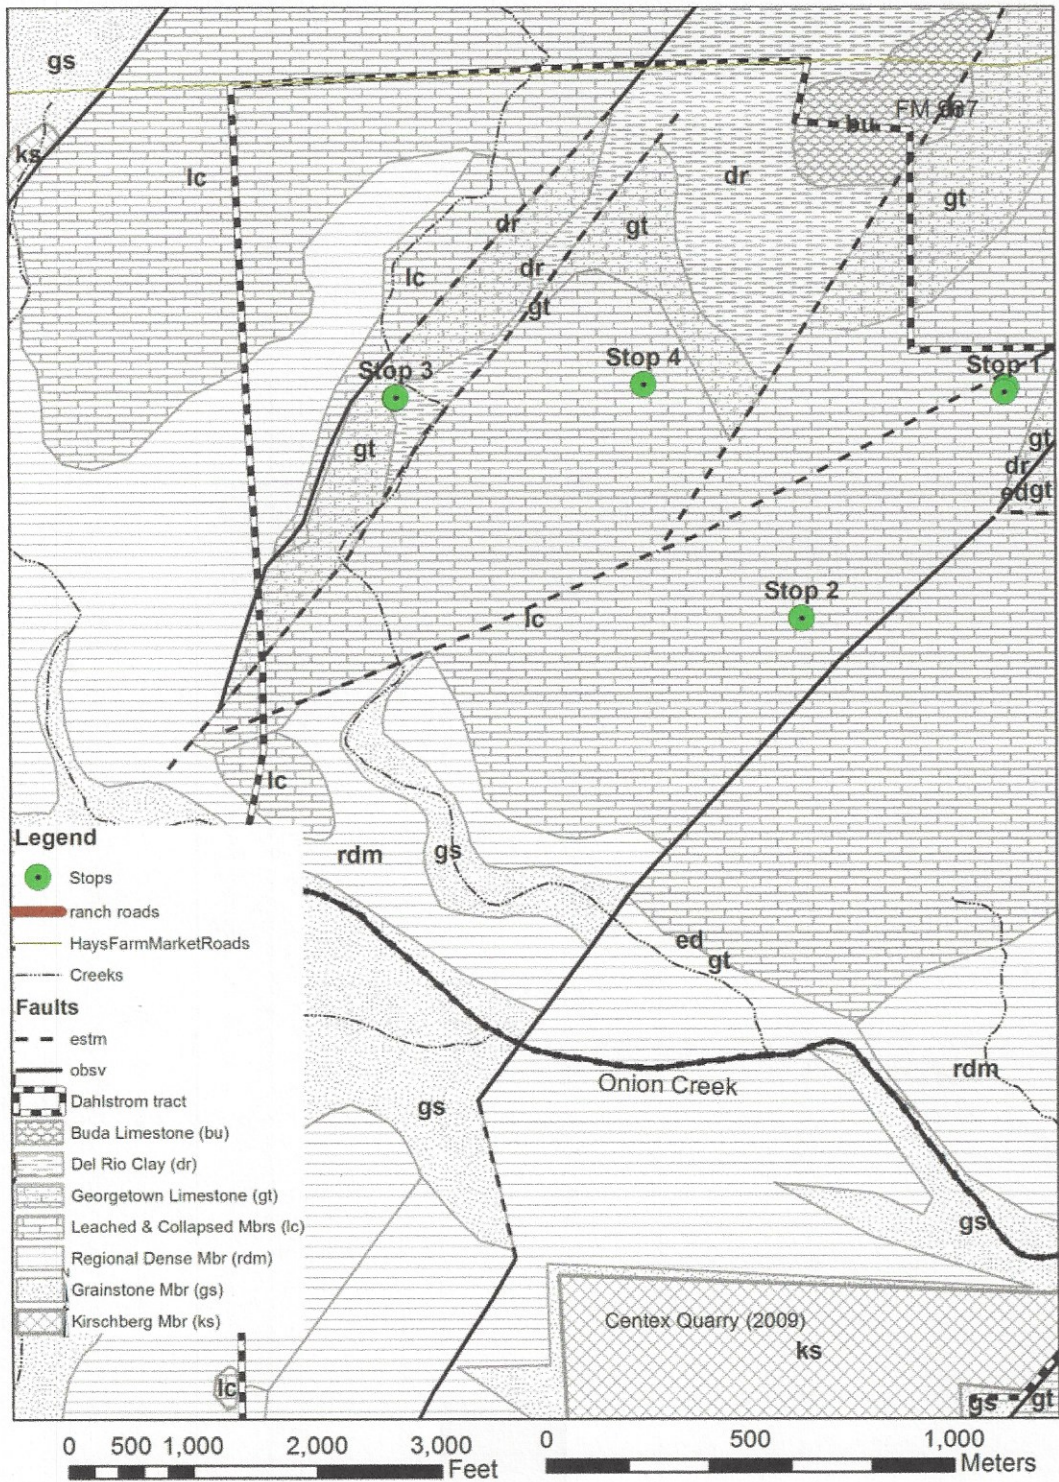 gs
FM 967
ks
bu
lc
dr
gt
dr
gt
lc
dr
gt
Stop 4
Stop 1
Stop 3
gt
gt
dr
edgt
Stop 2
lc
lc
Legend
Stops
ranch roads
HaysFarmMarketRoads
Creeks
Faults
estm
obsv
Dahlstrom tract
Buda Limestone (bu)
Del Rio Clay (dr)
Georgetown Limestone (gt)
Leached & Collapsed Mbrs (lc)
Regional Dense Mbr (rdm)
Grainstone Mbr (gs)
Kirschberg Mbr (ks)
rdm
gs
ed
gt
rdm
Onion Creek
gs
gs
Centex Quarry (2009)
ks
lc
gs
gt
0 500 1,000 2,000 3,000
Feet
0 500 1,000
Meters